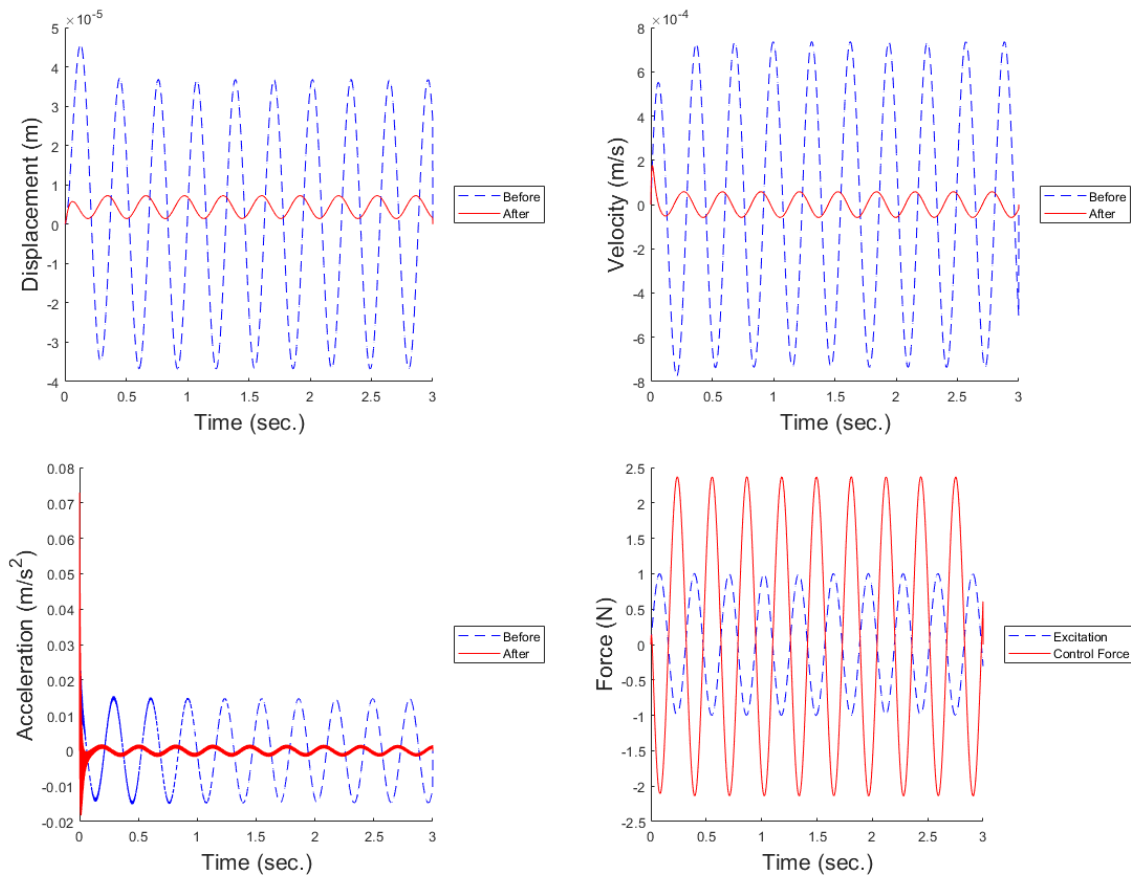 ×10⁻⁵
5
4
3
2
1
0
-1
-2
-3
-4
Displacement (m)
0 0.5 1 1.5 2 2.5 3
Time (sec.)
Before
After
×10⁻⁴
8
6
4
2
0
-2
-4
-6
-8
Velocity (m/s)
0 0.5 1 1.5 2 2.5 3
Time (sec.)
Before
After
0.08
0.07
0.06
0.05
0.04
0.03
0.02
0.01
0
-0.01
-0.02
Acceleration (m/s²)
0 0.5 1 1.5 2 2.5 3
Time (sec.)
Before
After
2.5
2
1.5
1
0.5
0
-0.5
-1
-1.5
-2
-2.5
Force (N)
0 0.5 1 1.5 2 2.5 3
Time (sec.)
Excitation
Control Force